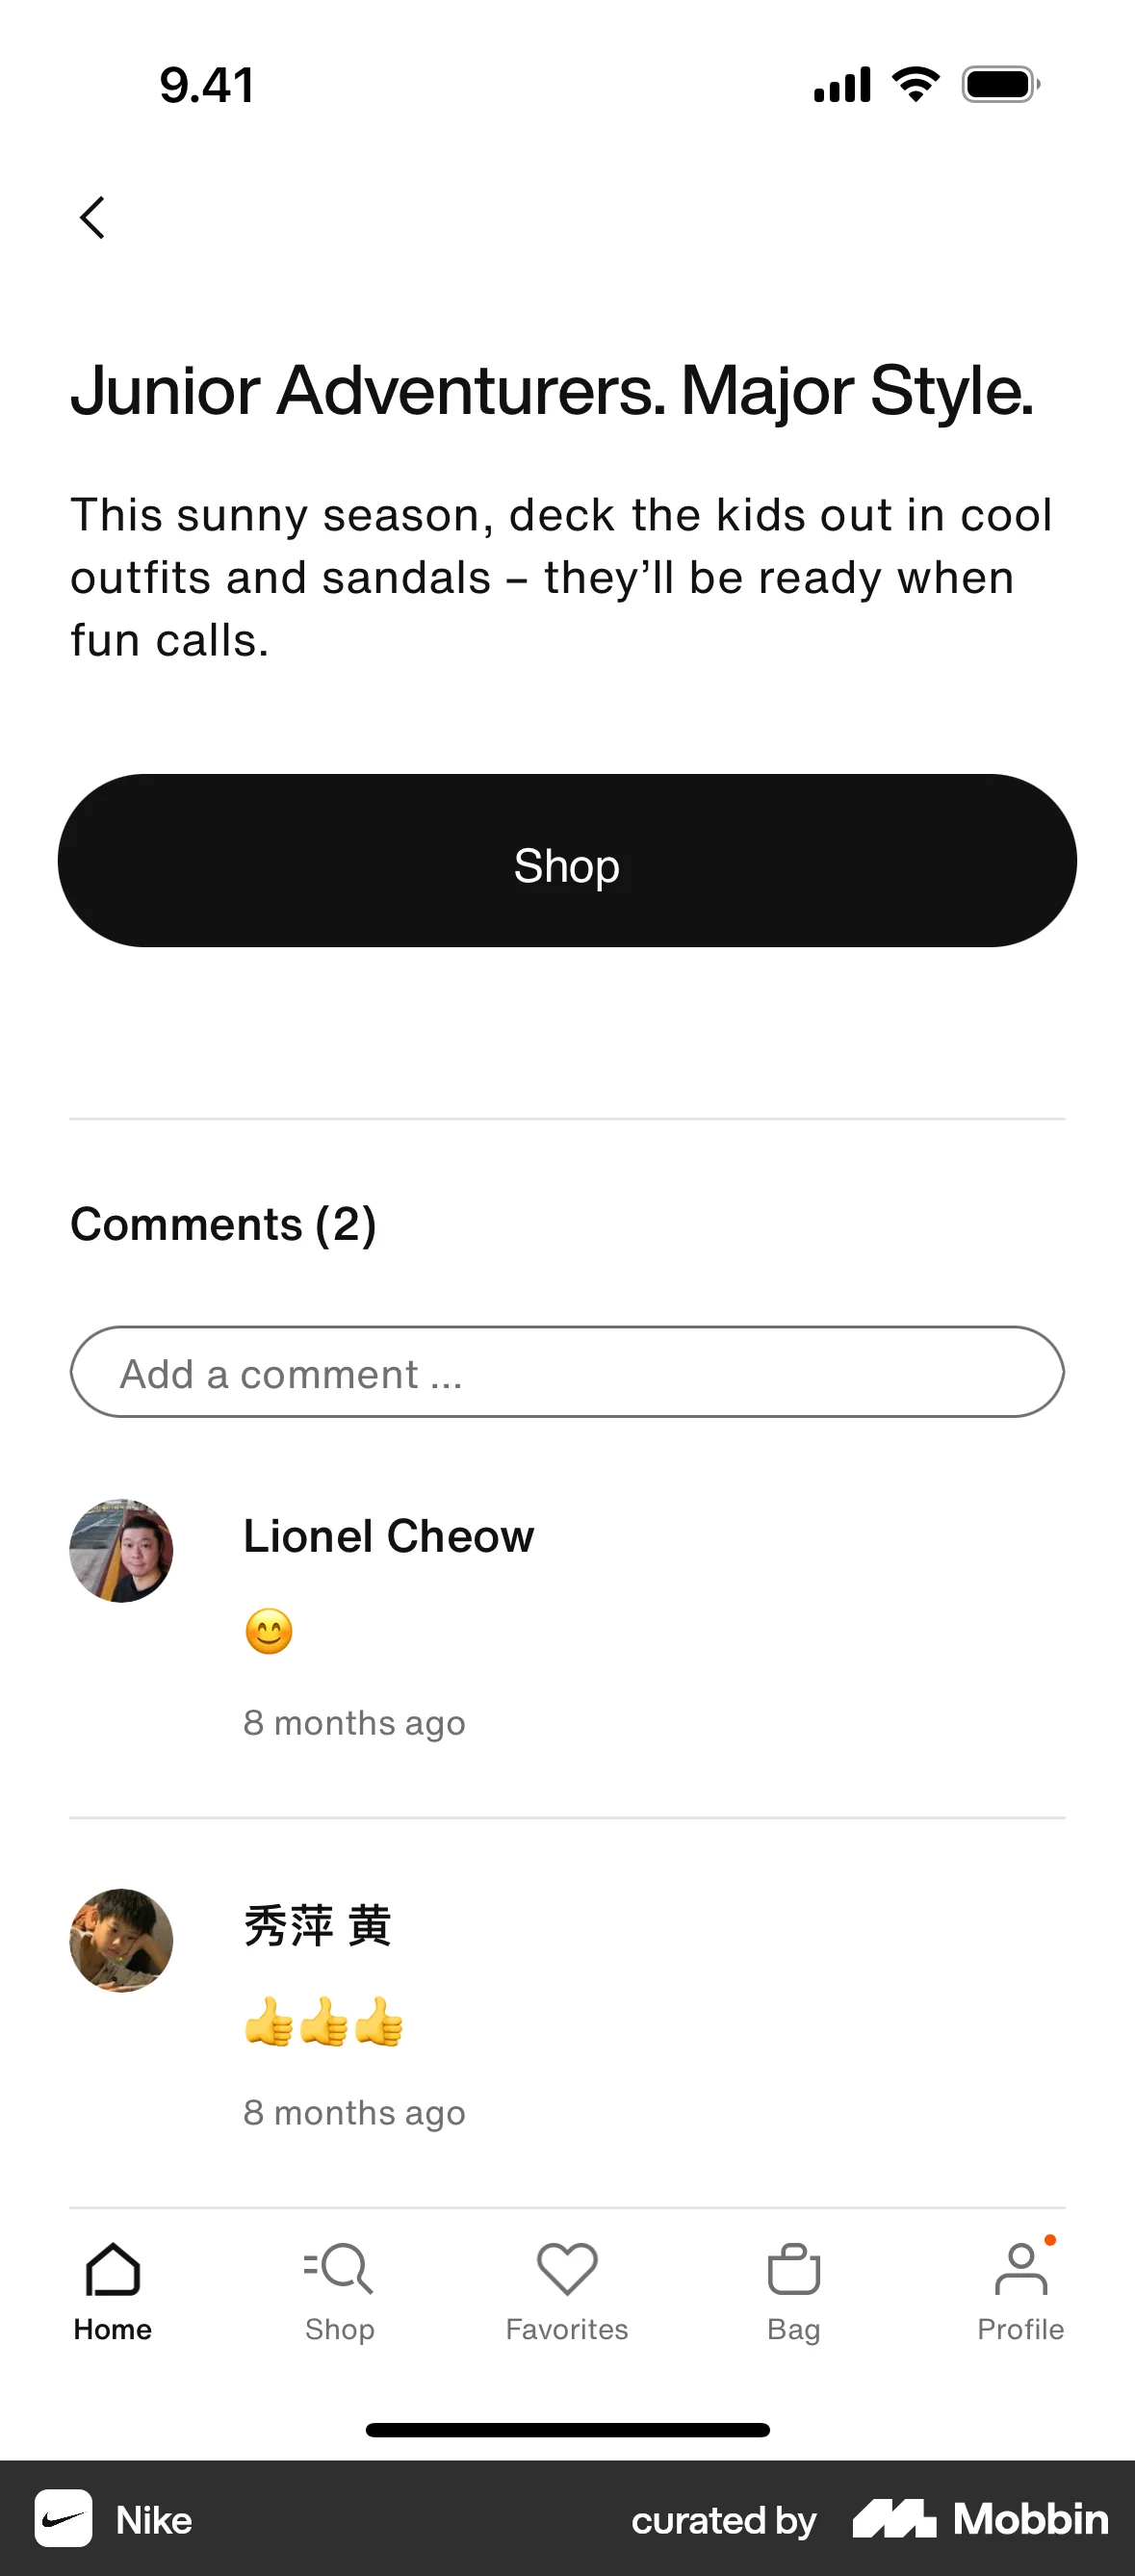 9.41
Junior Adventurers. Major Style.
This sunny season, deck the kids out in cool
outfits and sandals – they’ll be ready when
fun calls.
Shop
Comments (2)
Add a comment ...
Lionel Cheow
😊
8 months ago
秀萍 黄
👍👍👍
8 months ago
Home
Shop
Favorites
Bag
Profile
Nike
curated by
Mobbin